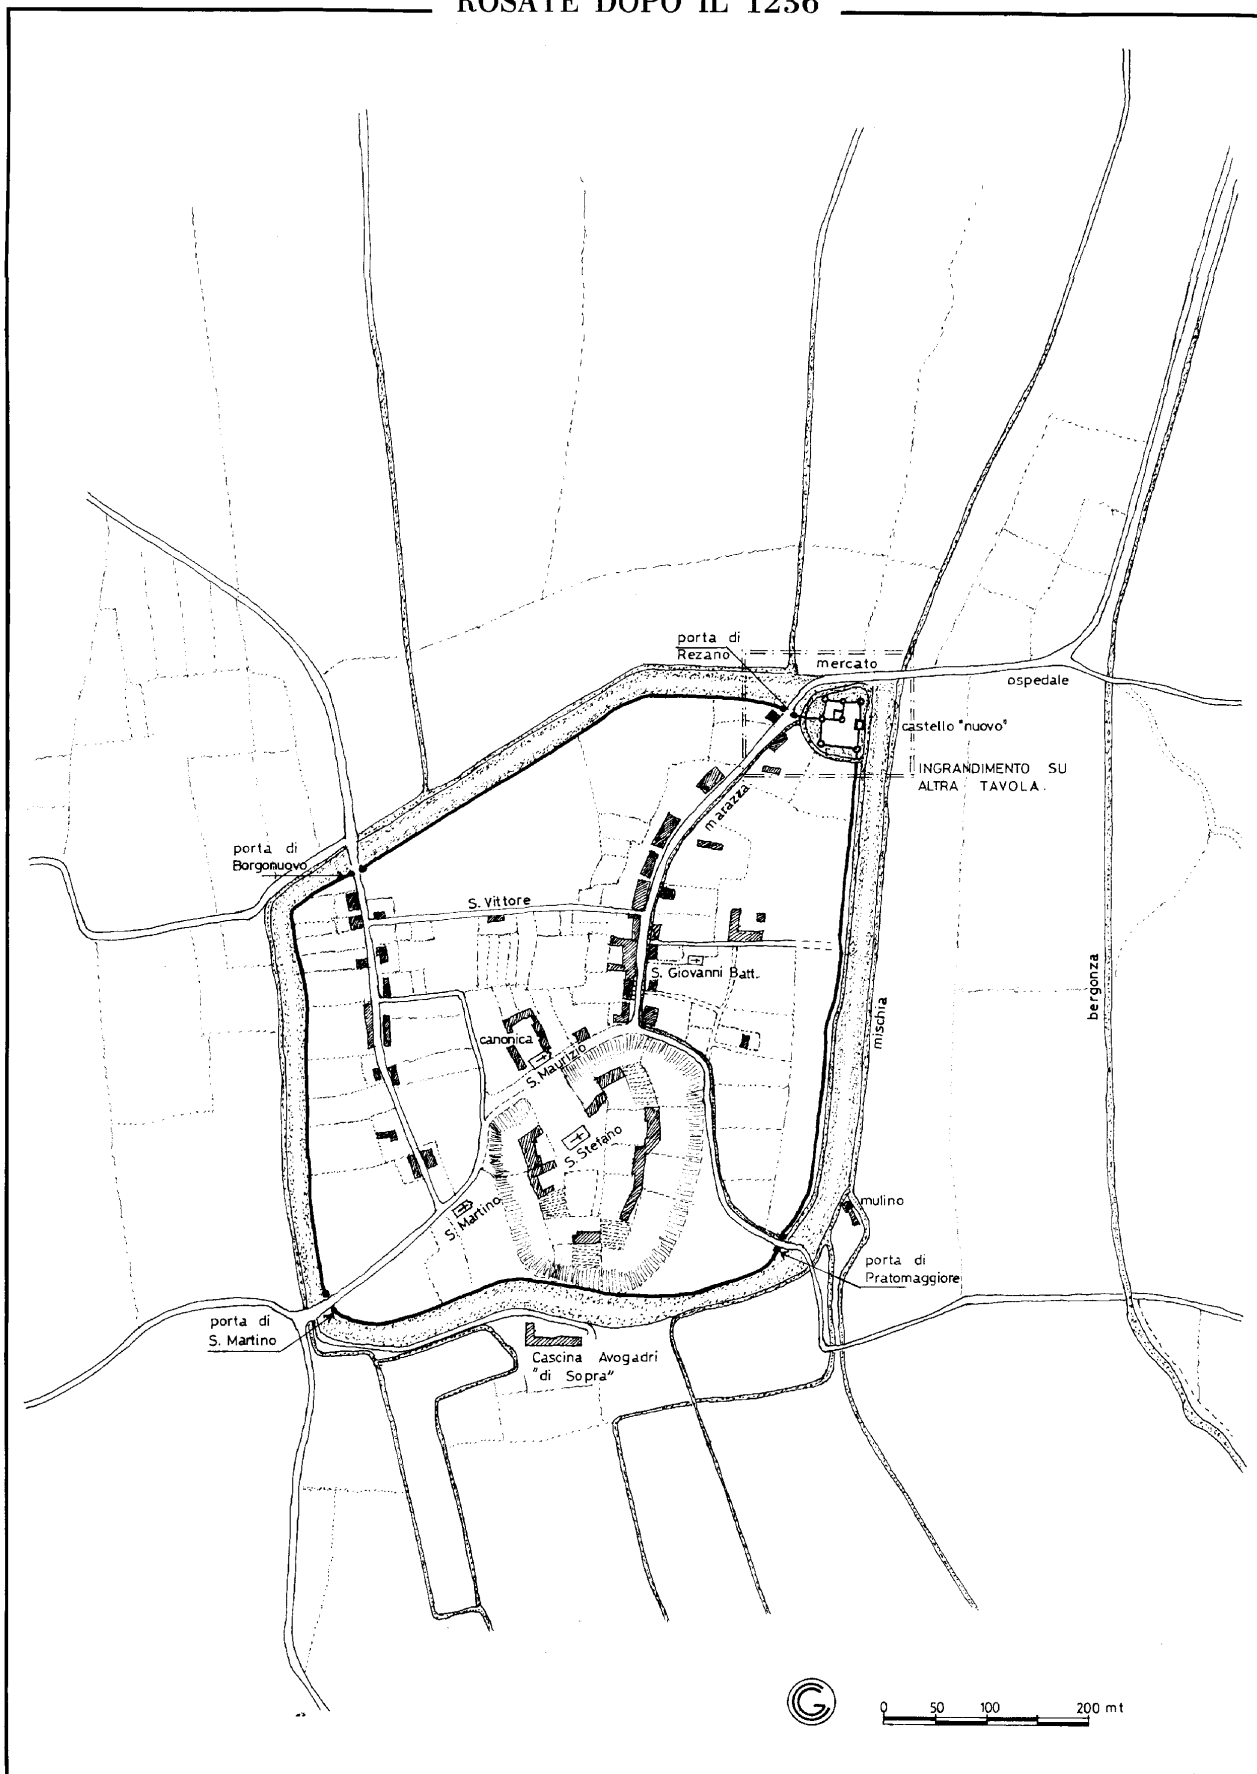 ROSATE DOPO IL 1236
porta di
Rezano
mercato
ospedale
castello "nuovo"
INGRANDIMENTO SU
ALTRA TAVOLA.
marazza
porta di
Borgonuovo
S. Vittore
S. Giovanni Batt.
bergonza
mischia
canonica
S. Maurizio
S. Stefano
S. Martino
mulino
porta di
Pratomaggiore
porta di
S. Martino
Cascina Avogadri
"di Sopra"
0 50 100 200 mt